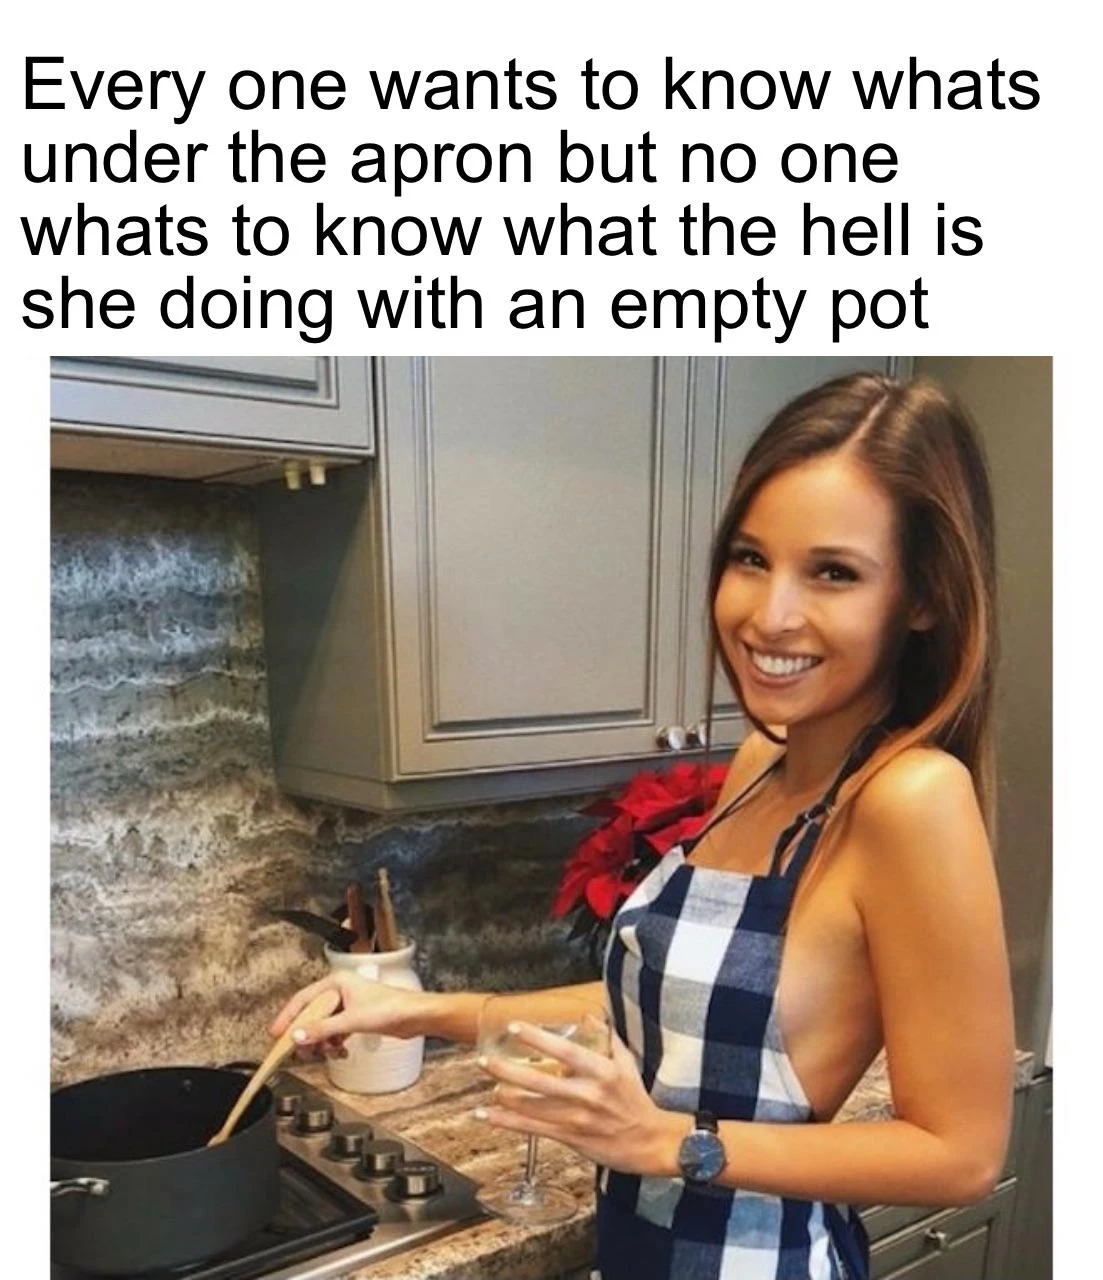 Every one wants to know whats
under the apron but no one
whats to know what the hell is
she doing with an empty pot